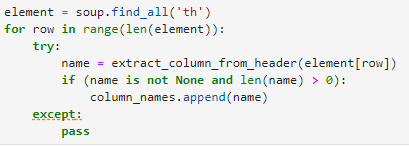 element = soup.find_all('th')
for row in range(len(element)):
    try:
        name = extract_column_from_header(element[row])
        if (name is not None and len(name) > 0):
            column_names.append(name)
    except:
        pass